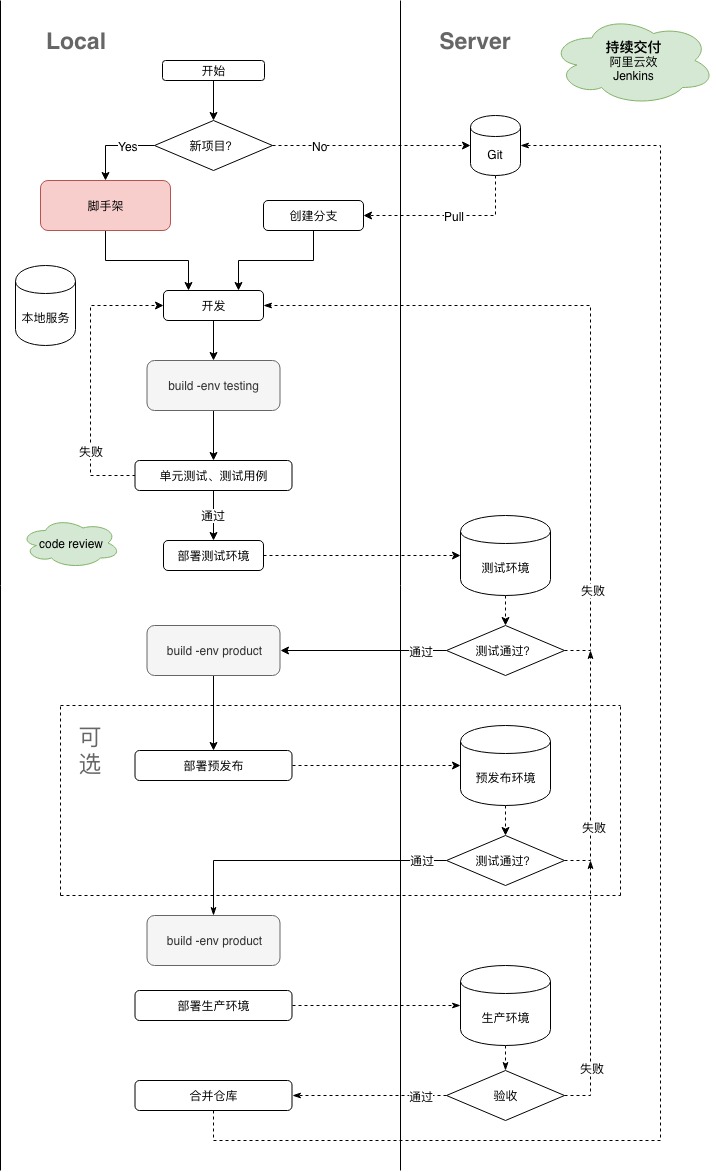 Local
Server
持续交付
阿里云效
Jenkins
开始
Yes
新项目?
No
Git
脚手架
创建分支
Pull
本地服务
开发
build -env testing
失败
单元测试、测试用例
通过
code review
部署测试环境
测试环境
失败
build -env product
通过
测试通过?
可
选
部署预发布
预发布环境
失败
通过
测试通过?
build -env product
部署生产环境
生产环境
失败
合并仓库
通过
验收